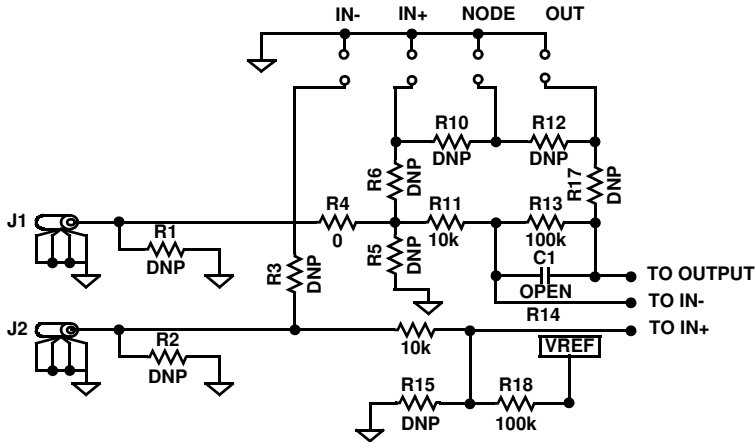 IN- IN+ NODE OUT
R10 R12
DNP DNP
R6 DNP R17 DNP
J1 R1 R4 R11 R13
DNP 0 10k 100k
R3 DNP R5 DNP C1
OPEN TO OUTPUT
TO IN-
R14 TO IN+
J2 R2 10k VREF
DNP R15 R18
DNP 100k